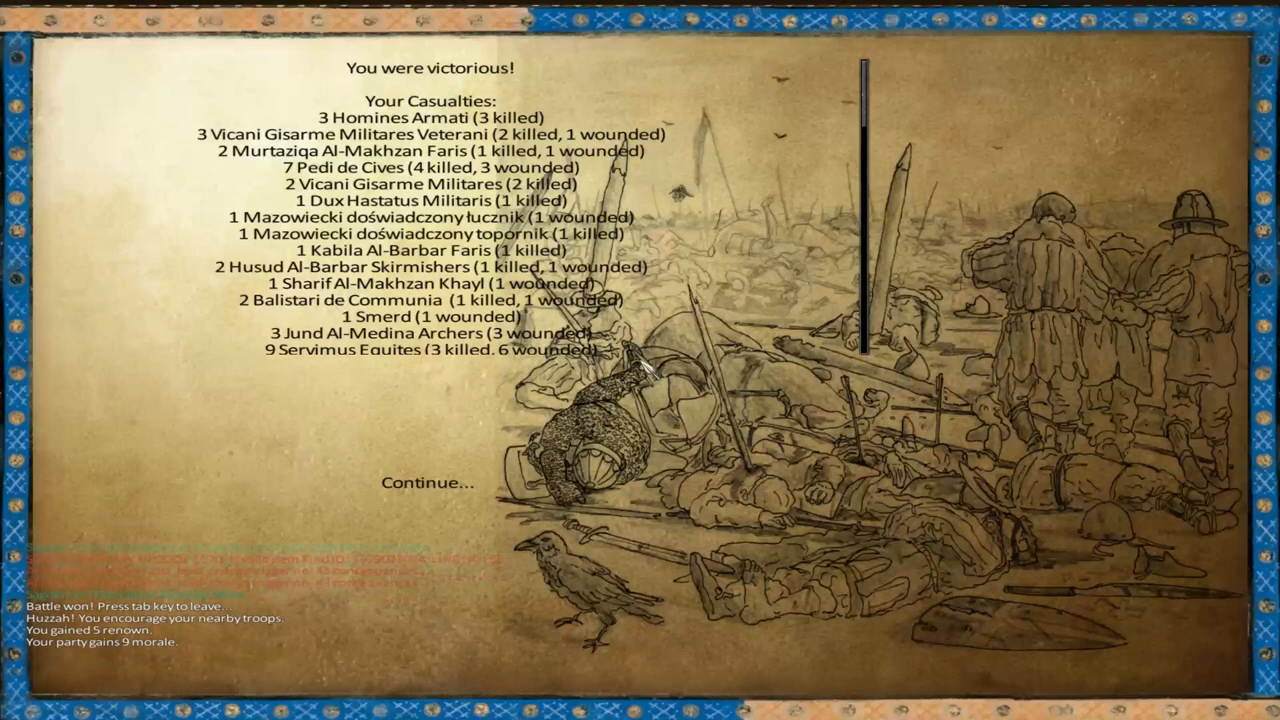 You were victorious!
Your Casualties:
3 Homines Armati (3 killed)
3 Vicani Gisarme Militares Veterani (2 killed, 1 wounded)
2 Murtaziqa Al-Makhzan Faris (1 killed, 1 wounded)
7 Pedi de Cives (4 killed, 3 wounded)
2 Vicani Gisarme Militares (2 killed)
1 Dux Hastatus Militaris (1 killed)
1 Mazowiecki doświadczony łucznik (1 wounded)
1 Mazowiecki doświadczony topornik (1 killed)
1 Kabila Al-Barbar Faris (1 killed)
2 Husud Al-Barbar Skirmishers (1 killed, 1 wounded)
1 Sharif Al-Makhzan Khayl (1 wounded)
2 Balistari de Communia (1 killed, 1 wounded)
1 Smerd (1 wounded)
3 Jund Al-Medina Archers (3 wounded)
9 Servimus Equites (3 killed, 6 wounded)
Continue...
Battle won! Press tab key to leave...
Huzzah! You encourage your nearby troops.
You gained 5 renown.
Your party gains 9 morale.